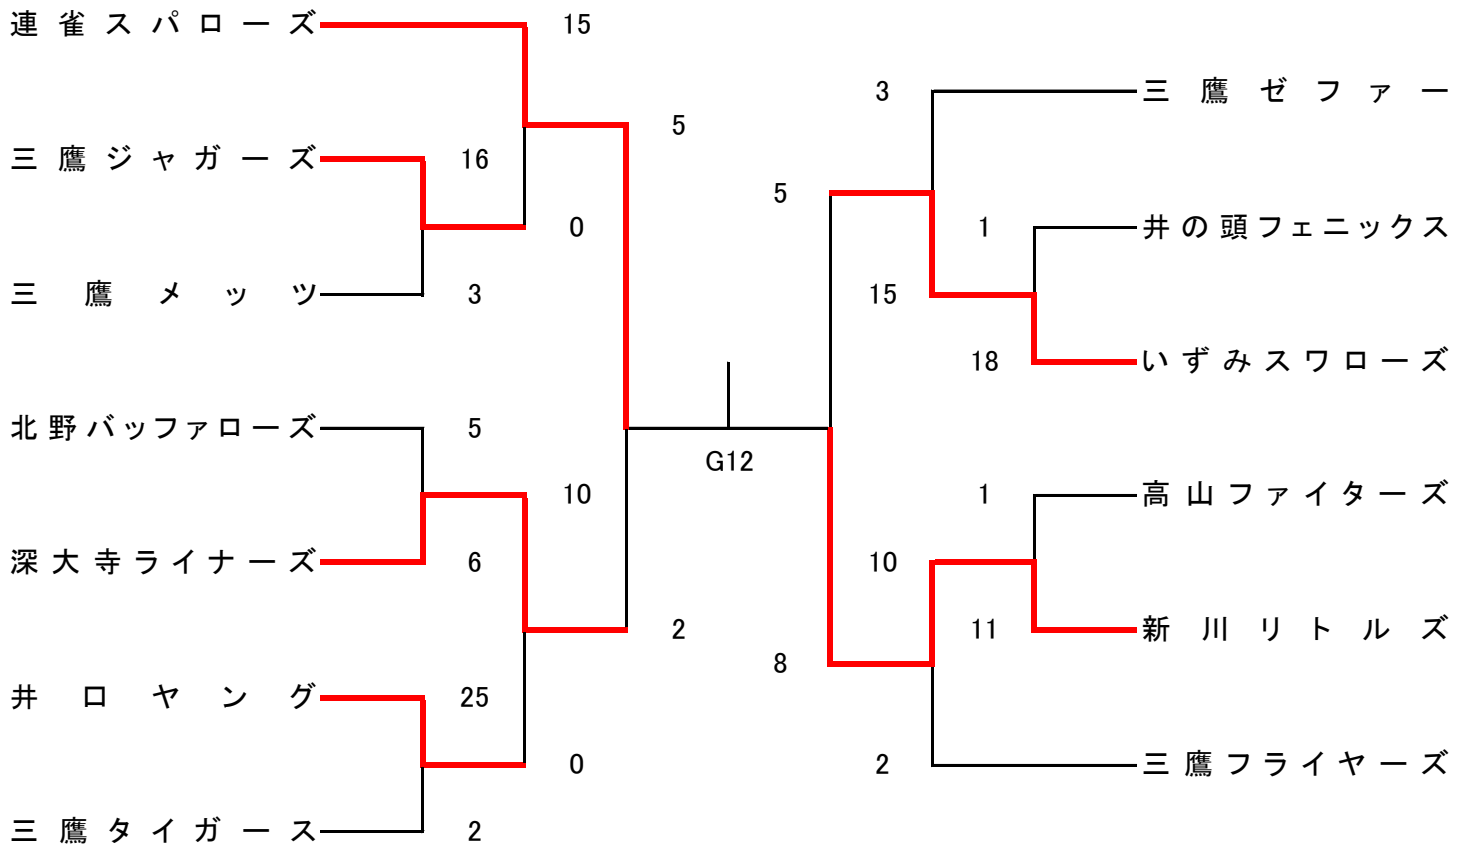 連雀スパローズ 15
3 三鷹ゼファー
5
三鷹ジャガーズ 16
5
0
1 井の頭フェニックス
三鷹メッツ 3
15
18 いずみスワローズ
北野バッファローズ 5
G12
10
1 高山ファイターズ
深大寺ライナーズ 6
10
2
11 新川リトルズ
8
井口ヤング 25
0
2 三鷹フライヤーズ
三鷹タイガース 2